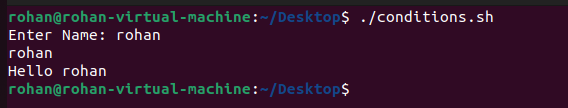 rohan@rohan-virtual-machine:~/Desktop$ ./conditions.sh
Enter Name: rohan
rohan
Hello rohan
rohan@rohan-virtual-machine:~/Desktop$